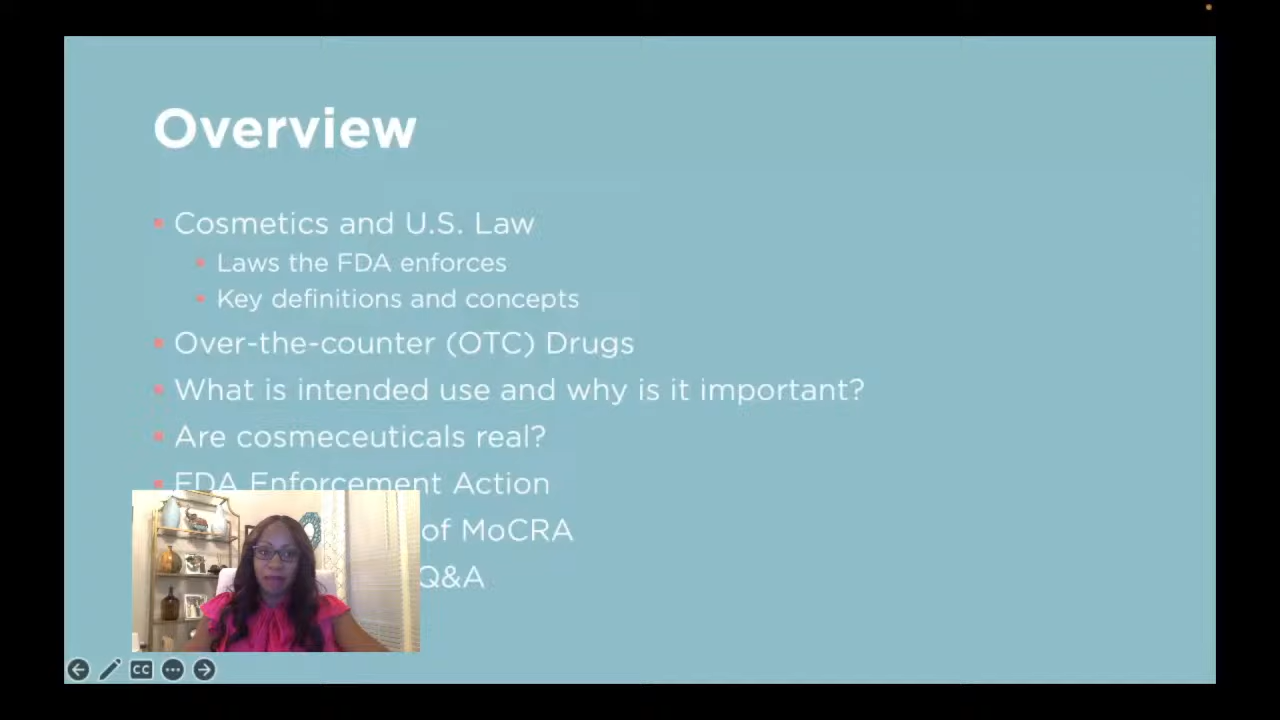 Overview
Cosmetics and U.S. Law
Laws the FDA enforces
Key definitions and concepts
Over-the-counter (OTC) Drugs
What is intended use and why is it important?
Are cosmeceuticals real?
FDA Enforcement Action
of MoCRA
Q&A
CC